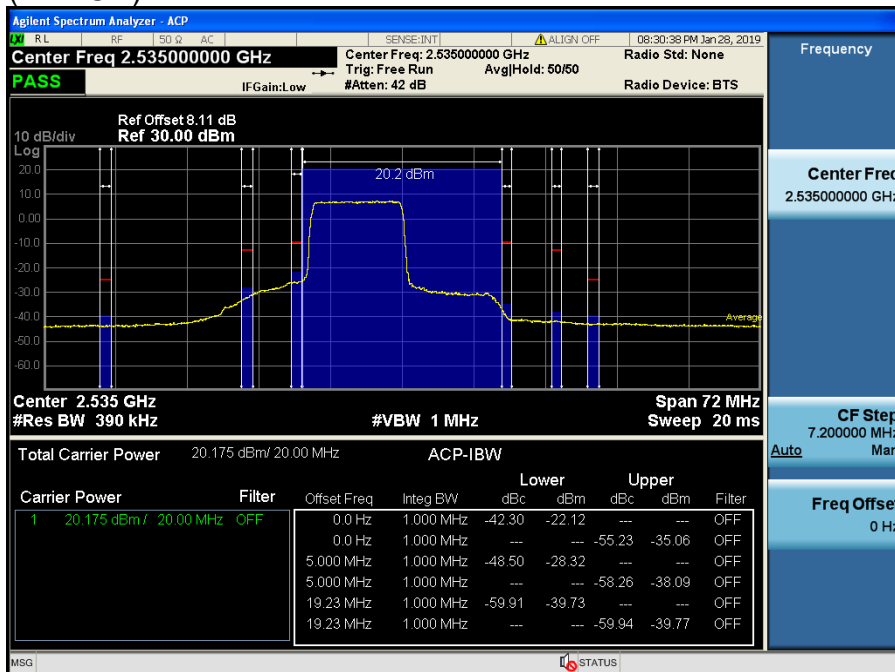 Agilent Spectrum Analyzer - ACP
LXI RL RF 50 Ω AC SENSE:INT ALIGN OFF 08:30:38 PM Jan 28, 2019
Center Freq 2.535000000 GHz
Center Freq: 2.535000000 GHz
Radio Std: None
Trig: Free Run Avg|Hold: 50/50
PASS IFGain:Low #Atten: 42 dB Radio Device: BTS
Frequency
Ref Offset 8.11 dB
10 dB/div Ref 30.00 dBm
Log
20.0
10.0
0.00
-10.0
-20.0
-30.0
-40.0
-50.0
-60.0
20.2 dBm
Average
Center 2.535 GHz Span 72 MHz
#Res BW 390 kHz #VBW 1 MHz Sweep 20 ms
Total Carrier Power 20.175 dBm/ 20.00 MHz ACP-IBW
Lower Upper
Carrier Power Filter Offset Freq Integ BW dBc dBm dBc dBm Filter
1 20.175 dBm / 20.00 MHz OFF 0.0 Hz 1.000 MHz -42.30 -22.12 --- --- OFF
0.0 Hz 1.000 MHz --- --- -55.23 -35.06 OFF
5.000 MHz 1.000 MHz -48.50 -28.32 --- --- OFF
5.000 MHz 1.000 MHz --- --- -58.26 -38.09 OFF
19.23 MHz 1.000 MHz -59.91 -39.73 --- --- OFF
19.23 MHz 1.000 MHz --- --- -59.94 -39.77 OFF
Center Freq
2.535000000 GHz
CF Step
7.200000 MHz
Auto Man
Freq Offset
0 Hz
MSG STATUS